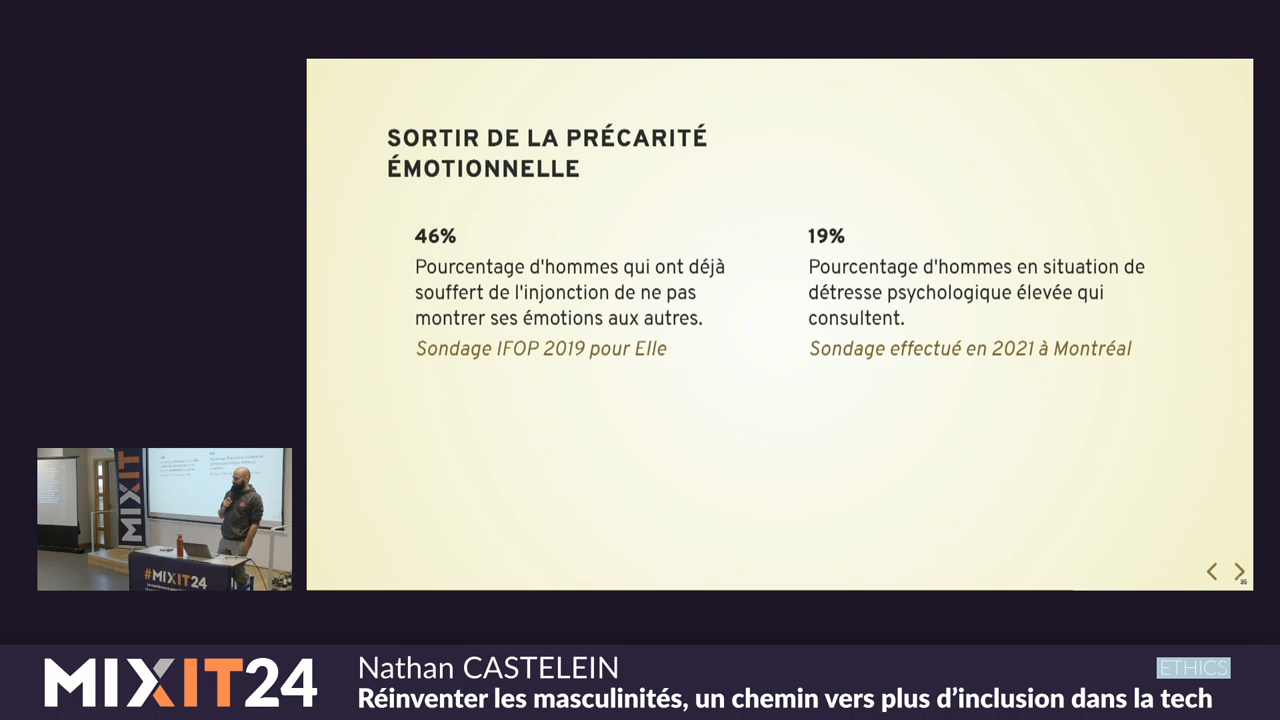 SORTIR DE LA PRÉCARITÉ
ÉMOTIONNELLE
46%
Pourcentage d'hommes qui ont déjà
souffert de l'injonction de ne pas
montrer ses émotions aux autres.
Sondage IFOP 2019 pour Elle
19%
Pourcentage d'hommes en situation de
détresse psychologique élevée qui
consultent.
Sondage effectué en 2021 à Montréal
MIXIT
#MIXIT24
MIXIT24
Nathan CASTELEIN
ETHICS
Réinventer les masculinités, un chemin vers plus d’inclusion dans la tech